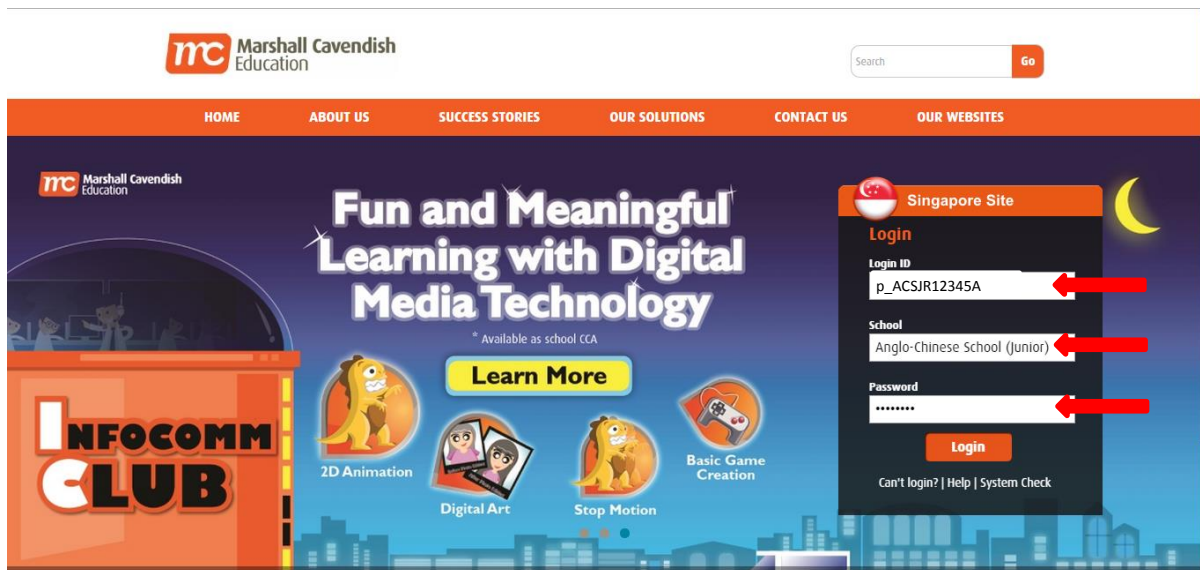 mc Marshall Cavendish
Education
Search
Go
HOME ABOUT US SUCCESS STORIES OUR SOLUTIONS CONTACT US OUR WEBSITES
mc Marshall Cavendish
Education
Fun and Meaningful
Learning with Digital
Media Technology
* Available as school CCA
Learn More
2D Animation
Digital Art
Stop Motion
Basic Game
Creation
INFOCOMM
CLUB
Singapore Site
Login
Login ID
p_ACSJR12345A
School
Anglo-Chinese School (Junior)
Password
••••••••
Login
Can't login? | Help | System Check